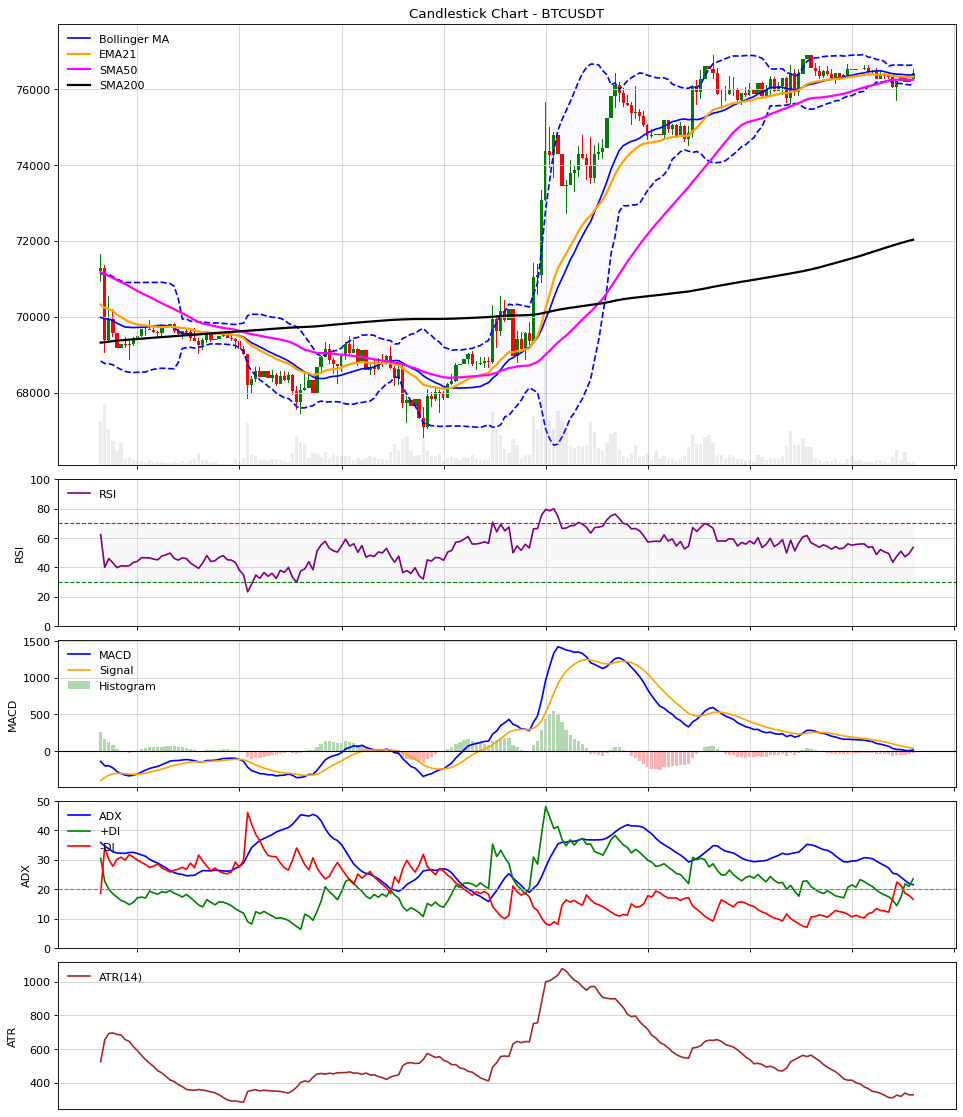 Candlestick Chart - BTCUSDT
Bollinger MA
EMA21
SMA50
SMA200
76000
74000
72000
70000
68000
RSI
100
80
60
40
20
0
RSI
MACD
Signal
Histogram
1500
1000
500
0
MACD
ADX
+DI
-DI
50
40
30
20
10
0
ADX
ATR(14)
1000
800
600
400
ATR